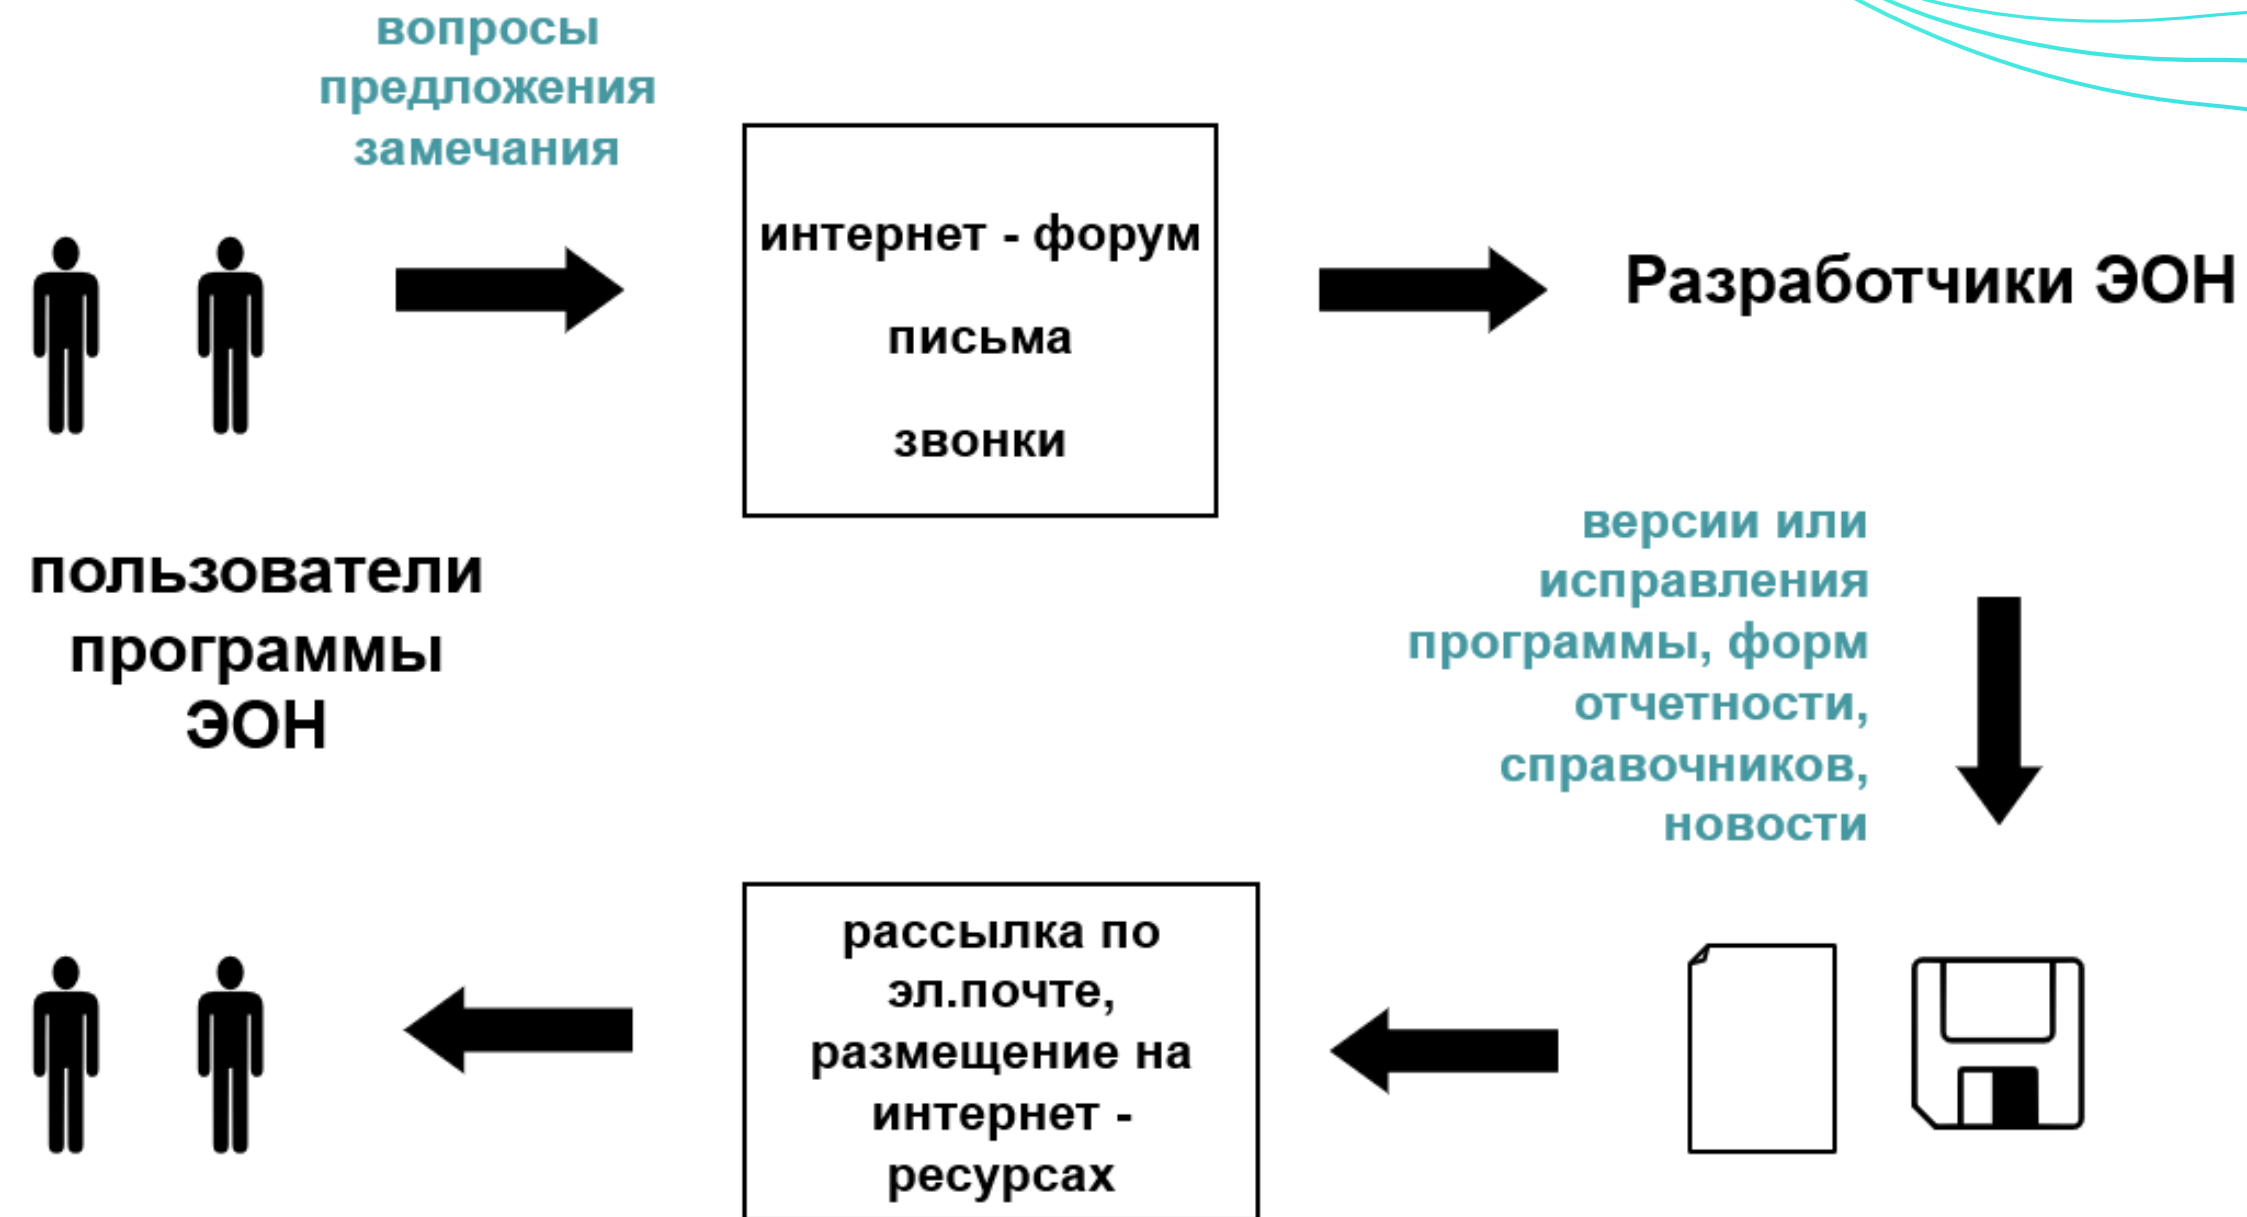 вопросы
предложения
замечания
интернет - форум
письма
звонки
Разработчики ЭОН
пользователи
программы
ЭОН
версии или
исправления
программы, форм
отчетности,
справочников,
новости
рассылка по
эл.почте,
размещение на
интернет -
ресурсах